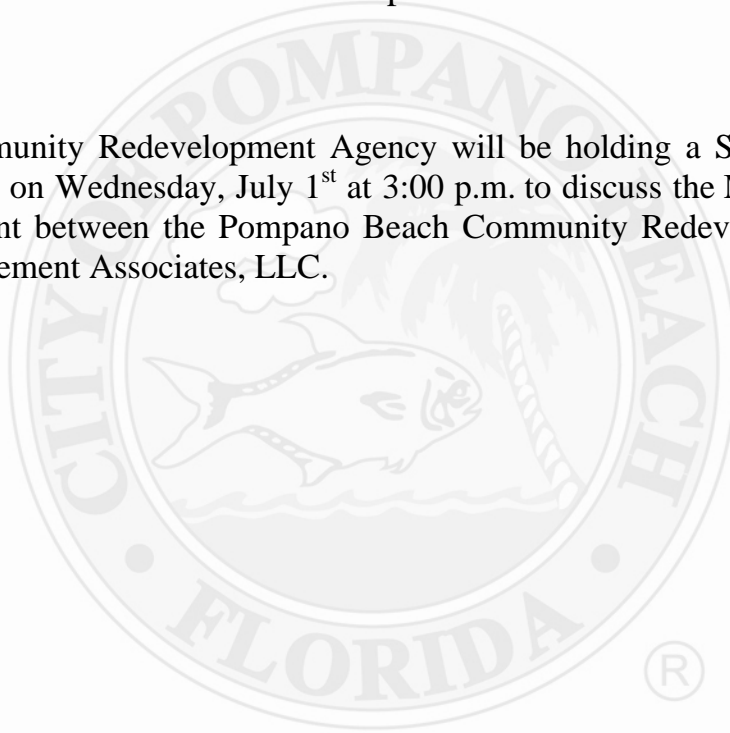 munity Redevelopment Agency will be holding a S
on Wednesday, July 1st at 3:00 p.m. to discuss the
nt between the Pompano Beach Community Redev
ement Associates, LLC.
CITY OF POMPANO BEACH
• FLORIDA •
®